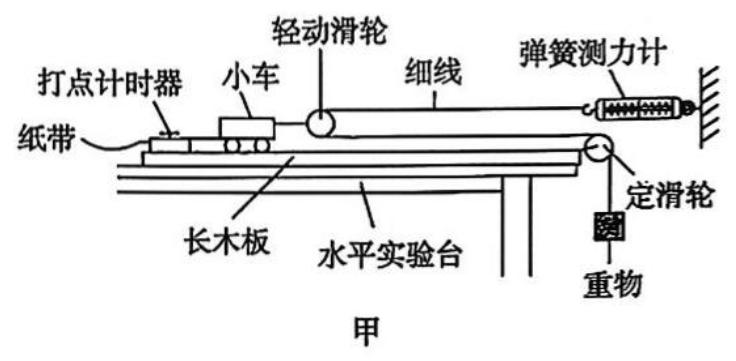 轻动滑轮
弹簧测力计
小车
细线
打点计时器
纸带
定滑轮
长木板
水平实验台
重物
甲